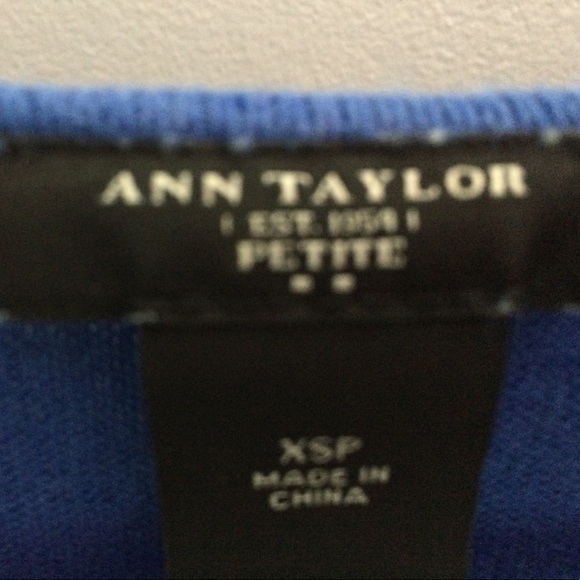 ANN TAYLOR
EST. 1954
PETITE
XSP
MADE IN
CHINA